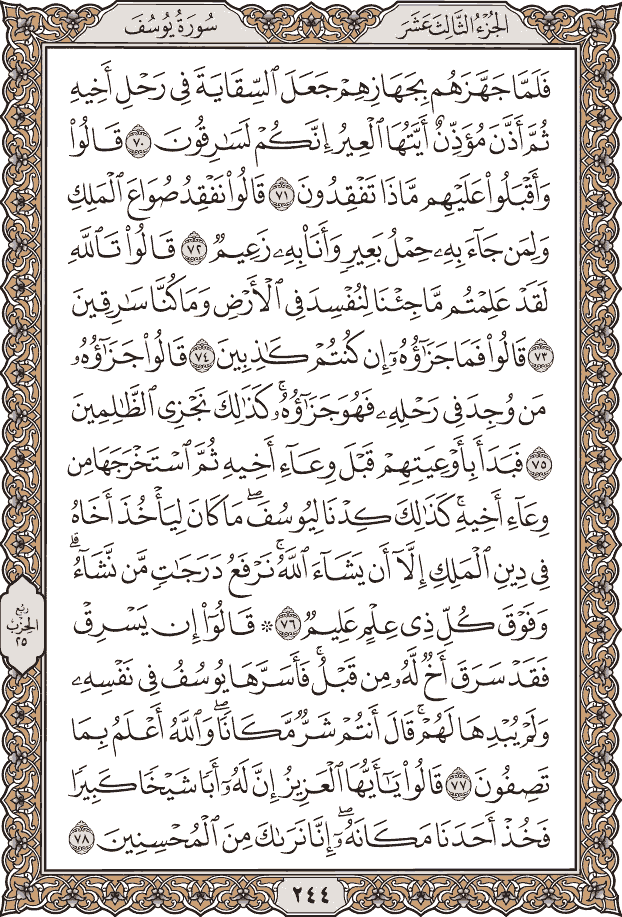 الجُزْءُ الثَّالِثَ عَشَرَ
سُورَةُ يُوسُفَ
فَلَمَّا جَهَّزَهُم بِجَهَازِهِمْ جَعَلَ ٱلسِّقَايَةَ فِي رَحْلِ أَخِيهِ
ثُمَّ أَذَّنَ مُؤَذِّنٌ أَيَّتُهَا ٱلْعِيرُ إِنَّكُمْ لَسَٰرِقُونَ ٧٠ قَالُوا۟
وَأَقْبَلُوا۟ عَلَيْهِم مَّاذَا تَفْقِدُونَ ٧١ قَالُوا۟ نَفْقِدُ صُوَاعَ ٱلْمَلِكِ
وَلِمَن جَآءَ بِهِۦ حِمْلُ بَعِيرٍ وَأَنَا۠ بِهِۦ زَعِيمٌ ٧٢ قَالُوا۟ تَٱللَّهِ
لَقَدْ عَلِمْتُم مَّا جِئْنَا لِنُفْسِدَ فِي ٱلْأَرْضِ وَمَا كُنَّا سَٰرِقِينَ
٧٣ قَالُوا۟ فَمَا جَزَٰٓؤُهُۥٓ إِن كُنتُمْ كَٰذِبِينَ ٧٤ قَالُوا۟ جَزَٰٓؤُهُۥ
مَن وُجِدَ فِي رَحْلِهِۦ فَهُوَ جَزَٰٓؤُهُۥ ۚ كَذَٰلِكَ نَجْزِي ٱلظَّٰلِمِينَ
٧٥ فَبَدَأَ بِأَوْعِيَتِهِمْ قَبْلَ وِعَآءِ أَخِيهِ ثُمَّ ٱسْتَخْرَجَهَا مِن
وِعَآءِ أَخِيهِ ۚ كَذَٰلِكَ كِدْنَا لِيُوسُفَ ۖ مَا كَانَ لِيَأْخُذَ أَخَاهُ
فِي دِينِ ٱلْمَلِكِ إِلَّآ أَن يَشَآءَ ٱللَّهُ ۚ نَرْفَعُ دَرَجَٰتٍ مَّن نَّشَآءُ ۗ
وَفَوْقَ كُلِّ ذِي عِلْمٍ عَلِيمٌ ٧٦ ۞ قَالُوٓا۟ إِن يَسْرِقْ
فَقَدْ سَرَقَ أَخٌ لَّهُۥ مِن قَبْلُ ۚ فَأَسَرَّهَا يُوسُفُ فِي نَفْسِهِۦ
وَلَمْ يُبْدِهَا لَهُمْ ۚ قَالَ أَنتُمْ شَرٌّ مَّكَانًا ۖ وَٱللَّهُ أَعْلَمُ بِمَا
تَصِفُونَ ٧٧ قَالُوا۟ يَٰٓأَيُّهَا ٱلْعَزِيزُ إِنَّ لَهُۥٓ أَبًا شَيْخًا كَبِيرًا
فَخُذْ أَحَدَنَا مَكَانَهُۥٓ ۖ إِنَّا نَرَىٰكَ مِنَ ٱلْمُحْسِنِينَ ٧٨
ربع
الحِزْب
٢٥
٢٤٤